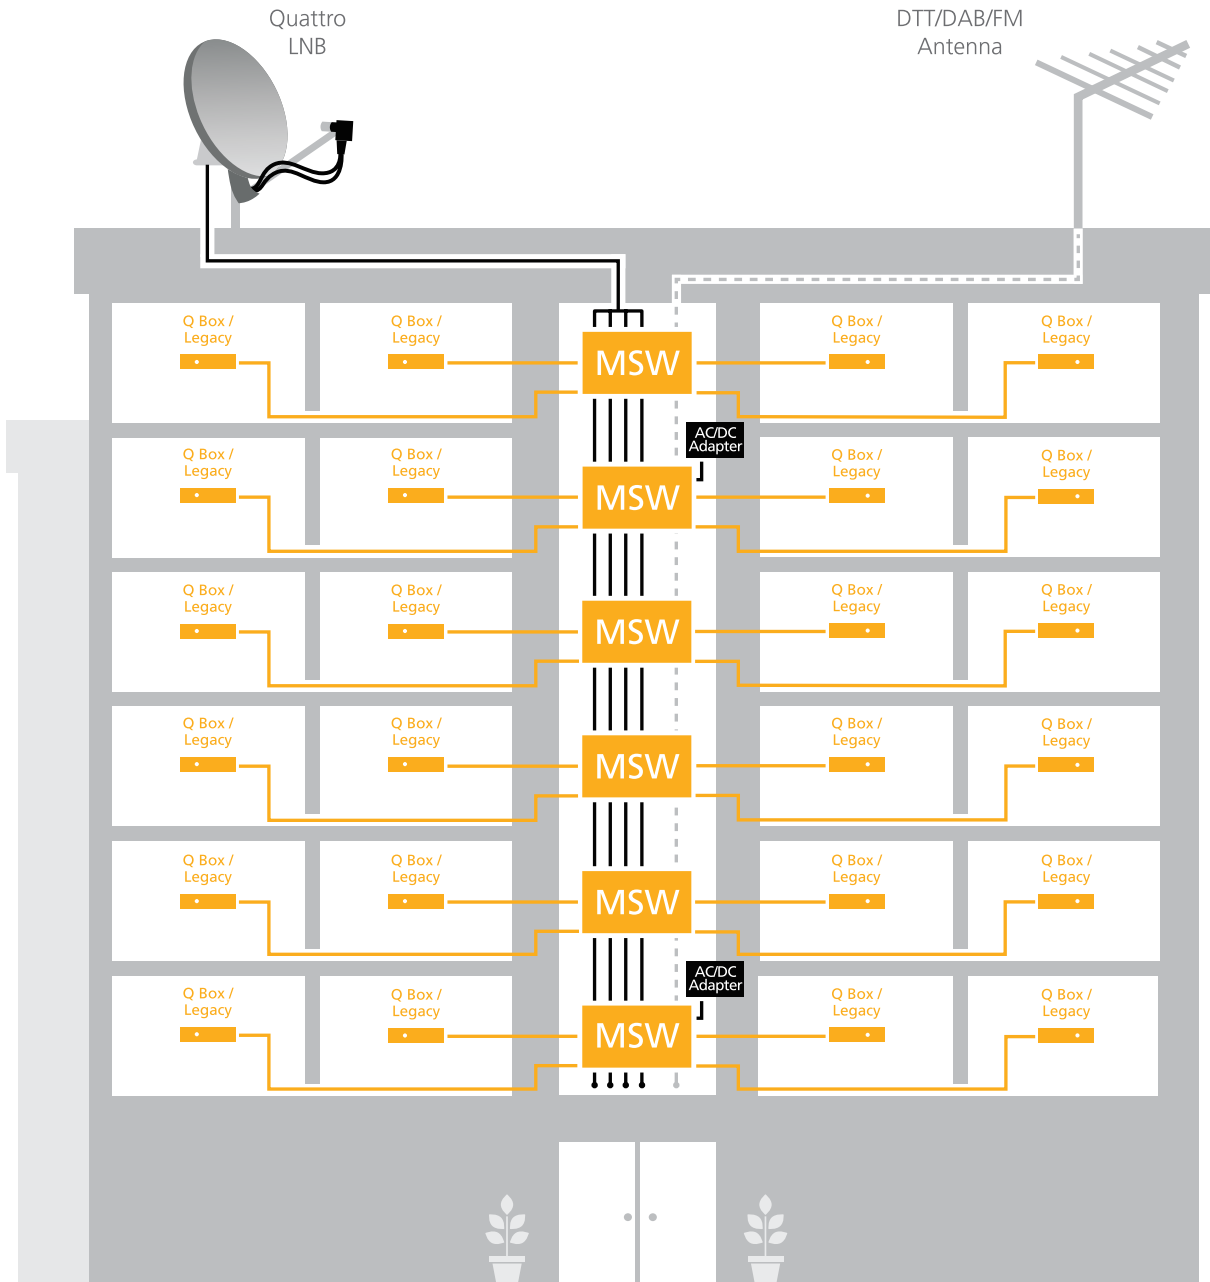 Quattro
LNB
DTT/DAB/FM
Antenna
Q Box /
Legacy
Q Box /
Legacy
MSW
Q Box /
Legacy
Q Box /
Legacy
AC/DC
Adapter
Q Box /
Legacy
Q Box /
Legacy
MSW
Q Box /
Legacy
Q Box /
Legacy
Q Box /
Legacy
Q Box /
Legacy
MSW
Q Box /
Legacy
Q Box /
Legacy
Q Box /
Legacy
Q Box /
Legacy
MSW
Q Box /
Legacy
Q Box /
Legacy
Q Box /
Legacy
Q Box /
Legacy
MSW
Q Box /
Legacy
Q Box /
Legacy
AC/DC
Adapter
Q Box /
Legacy
Q Box /
Legacy
MSW
Q Box /
Legacy
Q Box /
Legacy